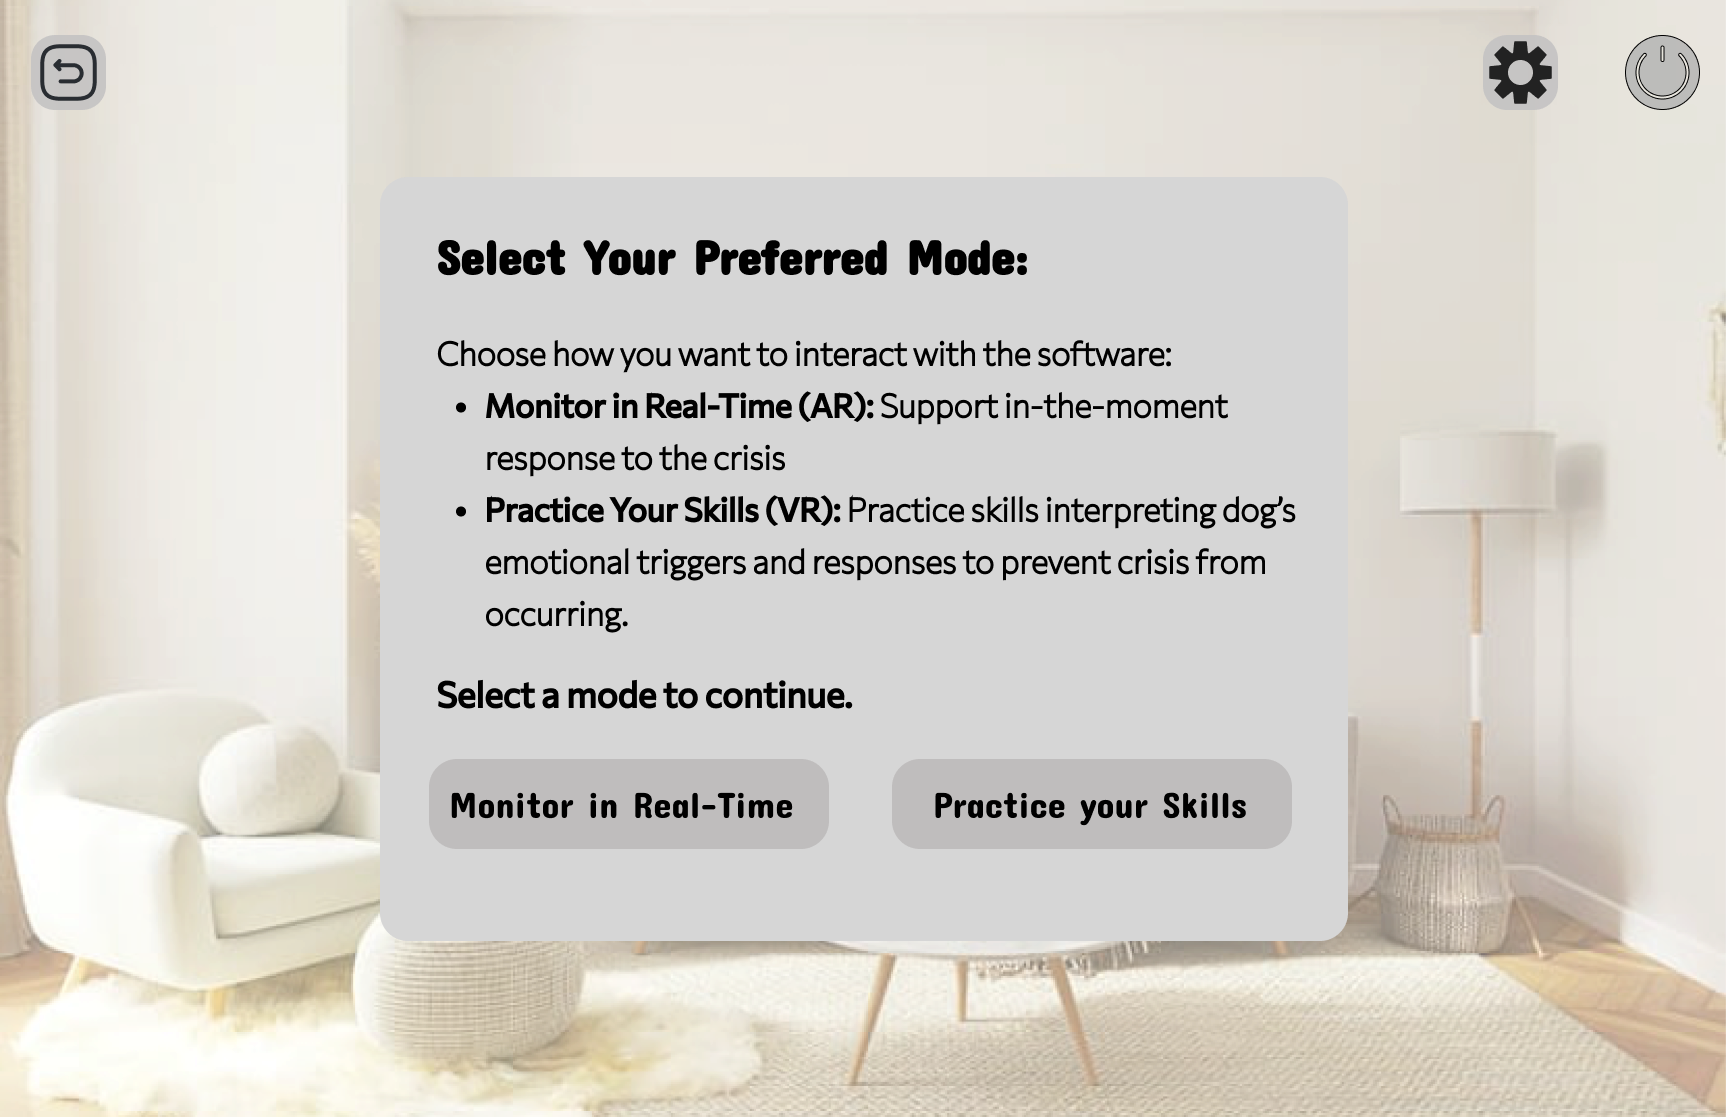 Select Your Preferred Mode:
Choose how you want to interact with the software:
• Monitor in Real-Time (AR): Support in-the-moment
response to the crisis
• Practice Your Skills (VR): Practice skills interpreting dog's
emotional triggers and responses to prevent crisis from
occurring.
Select a mode to continue.
Monitor in Real-Time
Practice your Skills